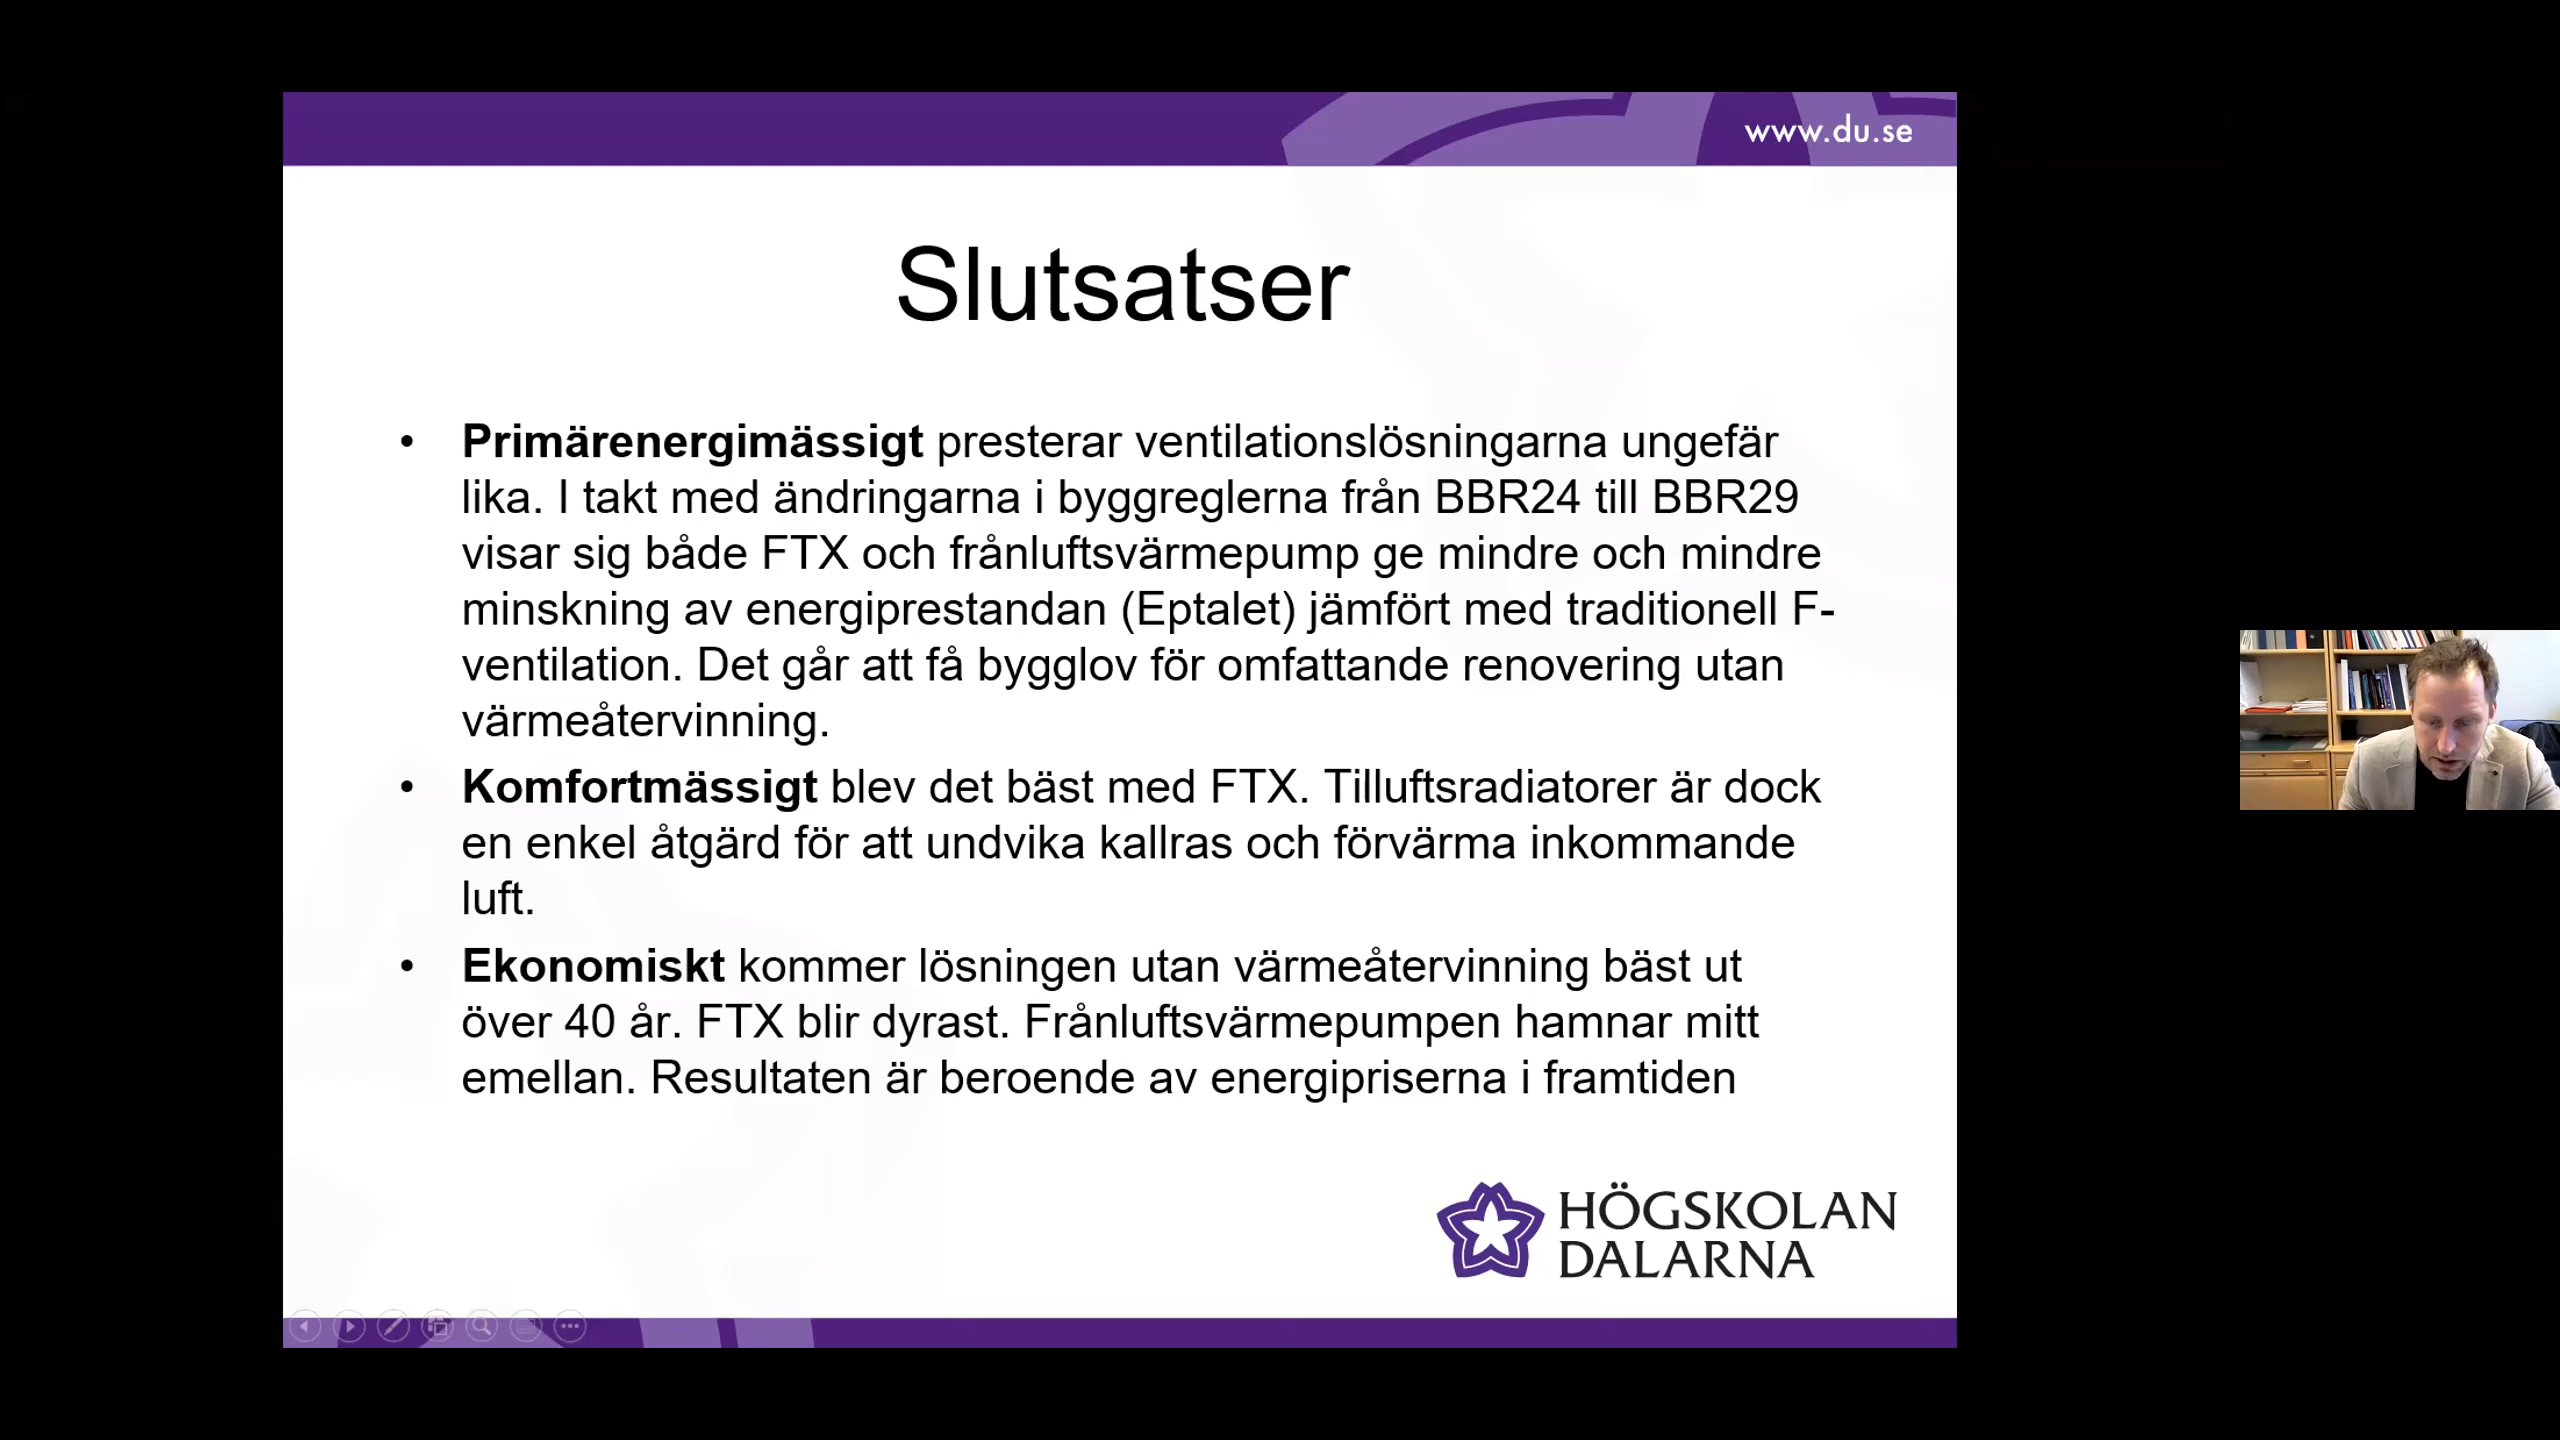 www.du.se
Slutsatser
• Primärenergimässigt presterar ventilationslösningarna ungefär
lika. I takt med ändringarna i byggreglerna från BBR24 till BBR29
visar sig både FTX och frånluftsvärmepump ge mindre och mindre
minskning av energiprestandan (Eptalet) jämfört med traditionell F-
ventilation. Det går att få bygglov för omfattande renovering utan
värmeåtervinning.
• Komfortmässigt blev det bäst med FTX. Tilluftsradiatorer är dock
en enkel åtgärd för att undvika kallras och förvärma inkommande
luft.
• Ekonomiskt kommer lösningen utan värmeåtervinning bäst ut
över 40 år. FTX blir dyrast. Frånluftsvärmepumpen hamnar mitt
emellan. Resultaten är beroende av energipriserna i framtiden
HÖGSKOLAN
DALARNA